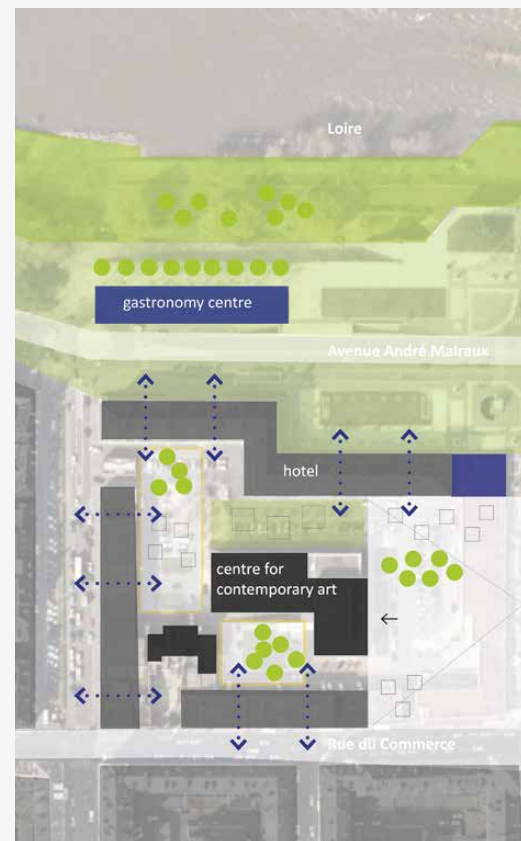 Loire
gastronomy centre
Avenue André Malraux
hotel
centre for
contemporary art
Rue du Commerce